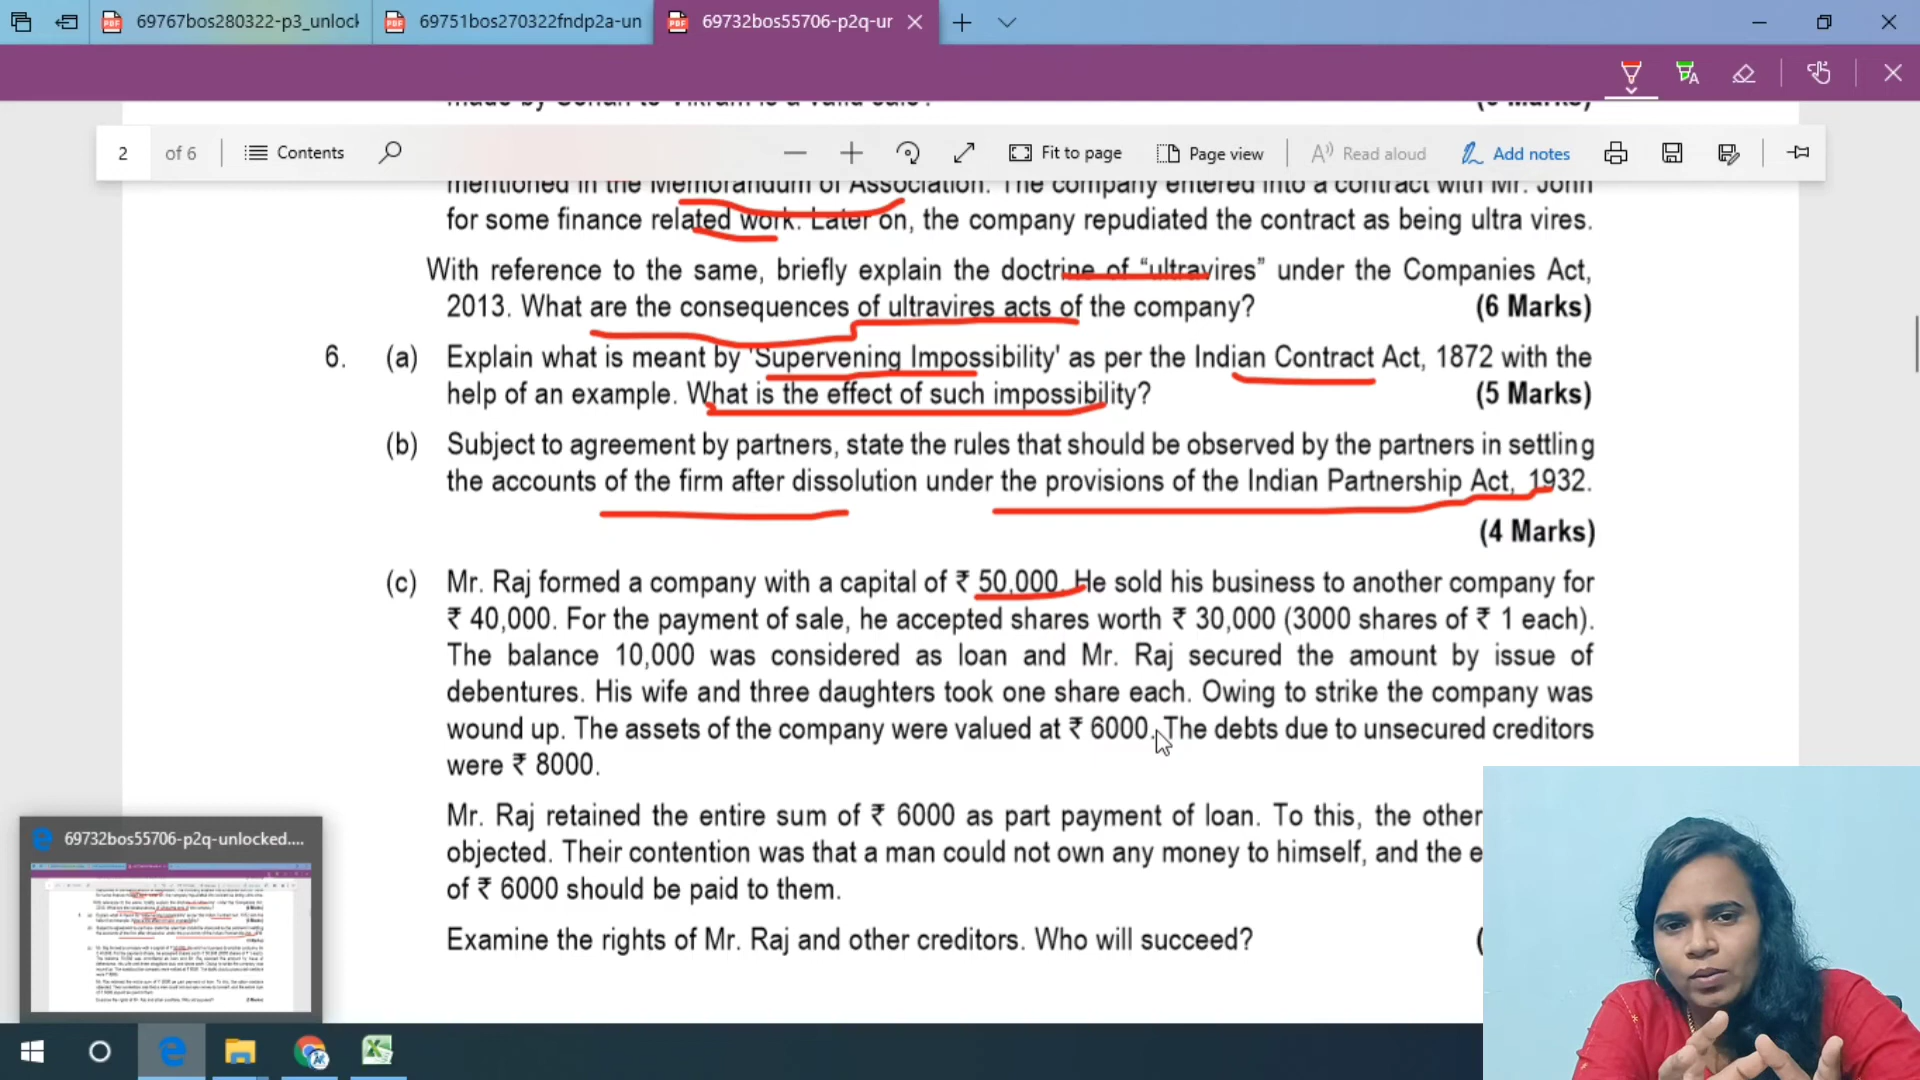 69767bos280322-p3_unlock
69751bos270322fndp2a-un
69732bos55706-p2q-ur
2 of 6
Contents
Fit to page
Page view
Read aloud
Add notes
mentioned in the Memorandum of Association. The company entered into a contract with Mr. John
for some finance related work. Later on, the company repudiated the contract as being ultra vires.
With reference to the same, briefly explain the doctrine of “ultravires” under the Companies Act,
2013. What are the consequences of ultravires acts of the company? (6 Marks)
6. (a) Explain what is meant by 'Supervening Impossibility' as per the Indian Contract Act, 1872 with the
help of an example. What is the effect of such impossibility? (5 Marks)
(b) Subject to agreement by partners, state the rules that should be observed by the partners in settling
the accounts of the firm after dissolution under the provisions of the Indian Partnership Act, 1932.
(4 Marks)
(c) Mr. Raj formed a company with a capital of ₹ 50,000. He sold his business to another company for
₹ 40,000. For the payment of sale, he accepted shares worth ₹ 30,000 (3000 shares of ₹ 1 each).
The balance 10,000 was considered as loan and Mr. Raj secured the amount by issue of
debentures. His wife and three daughters took one share each. Owing to strike the company was
wound up. The assets of the company were valued at ₹ 6000. The debts due to unsecured creditors
were ₹ 8000.
Mr. Raj retained the entire sum of ₹ 6000 as part payment of loan. To this, the other
objected. Their contention was that a man could not own any money to himself, and the e
of ₹ 6000 should be paid to them.
Examine the rights of Mr. Raj and other creditors. Who will succeed? (
69732bos55706-p2q-unlocked....